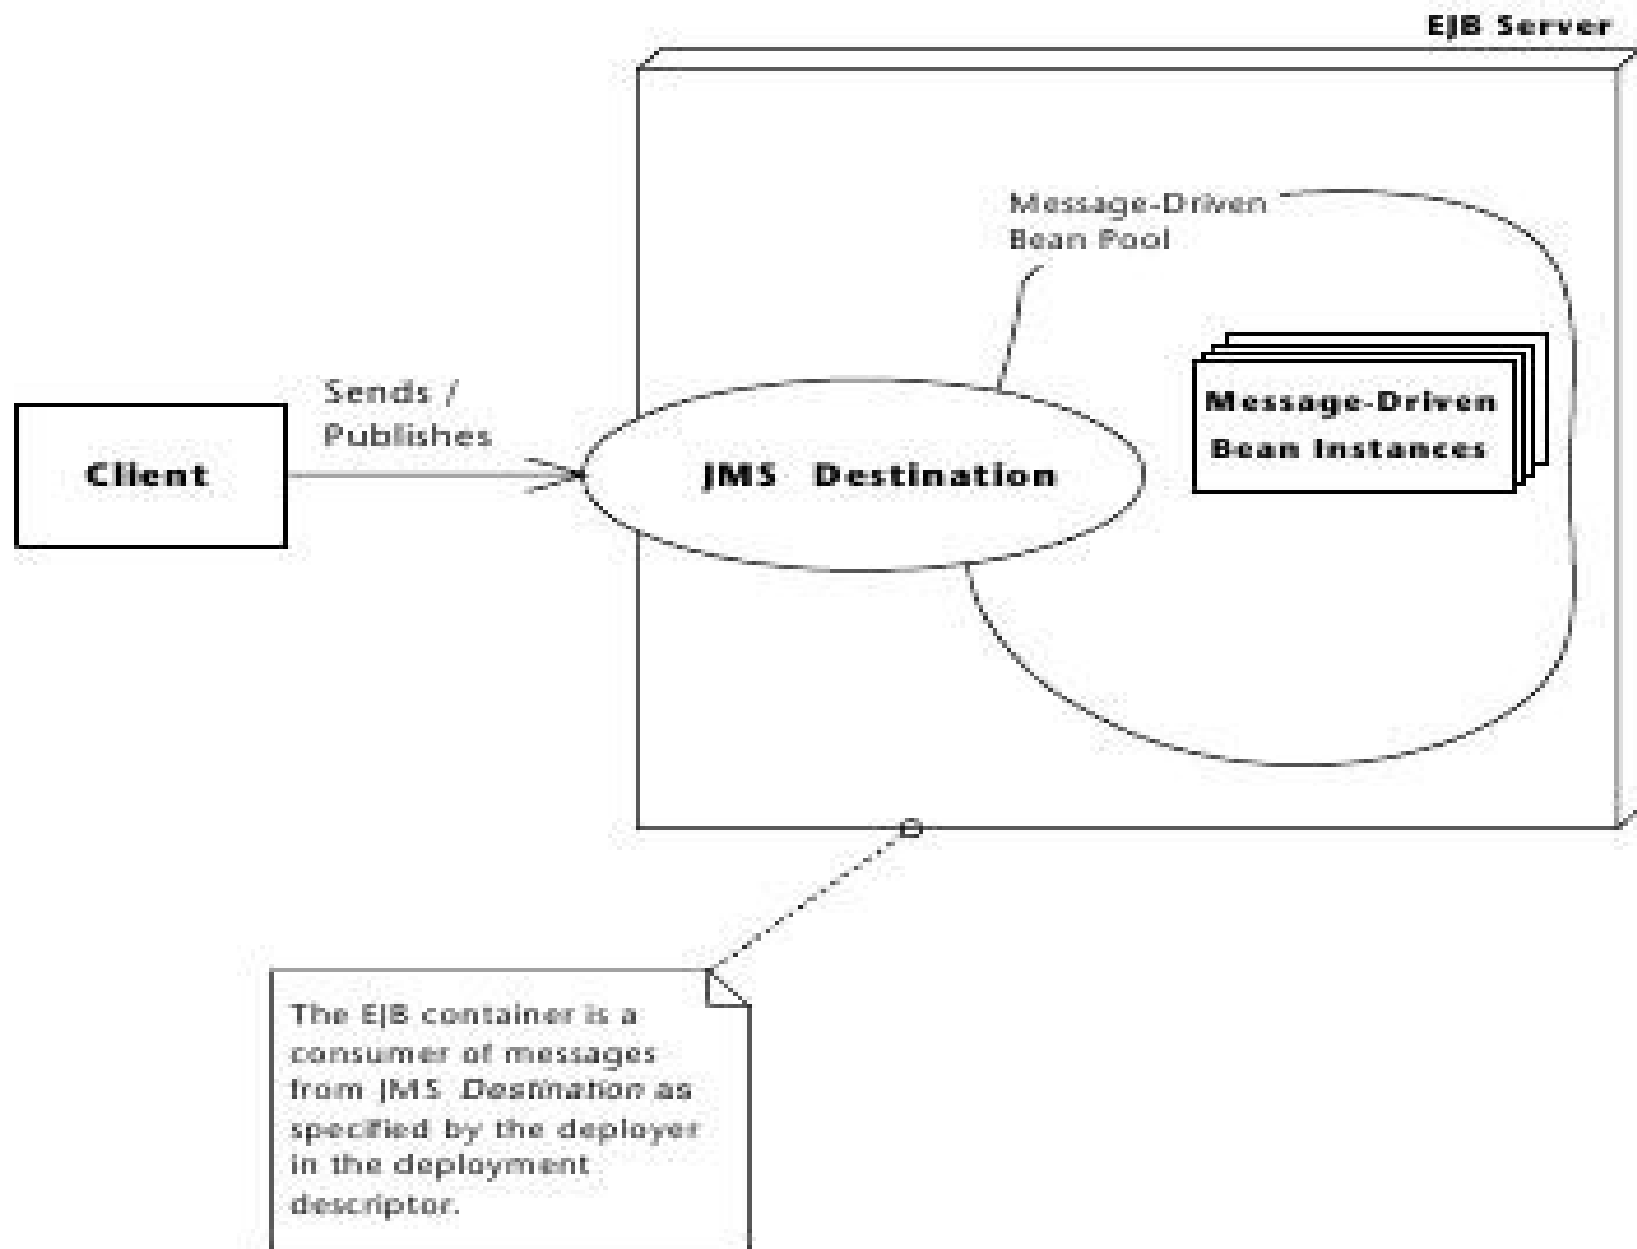 EJB Server
Message-Driven
Bean Pool
Sends /
Publishes
Message-Driven
Bean Instances
Client
JMS Destination
The EJB container is a
consumer of messages
from JMS Destination as
specified by the deployer
in the deployment
descriptor.